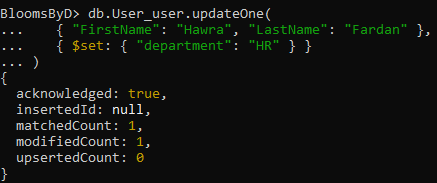 BloomsByD> db.User_user.updateOne(
...     { "FirstName": "Hawra", "LastName": "Fardan" },
...     { $set: { "department": "HR" } }
... )
{
  acknowledged: true,
  insertedId: null,
  matchedCount: 1,
  modifiedCount: 1,
  upsertedCount: 0
}